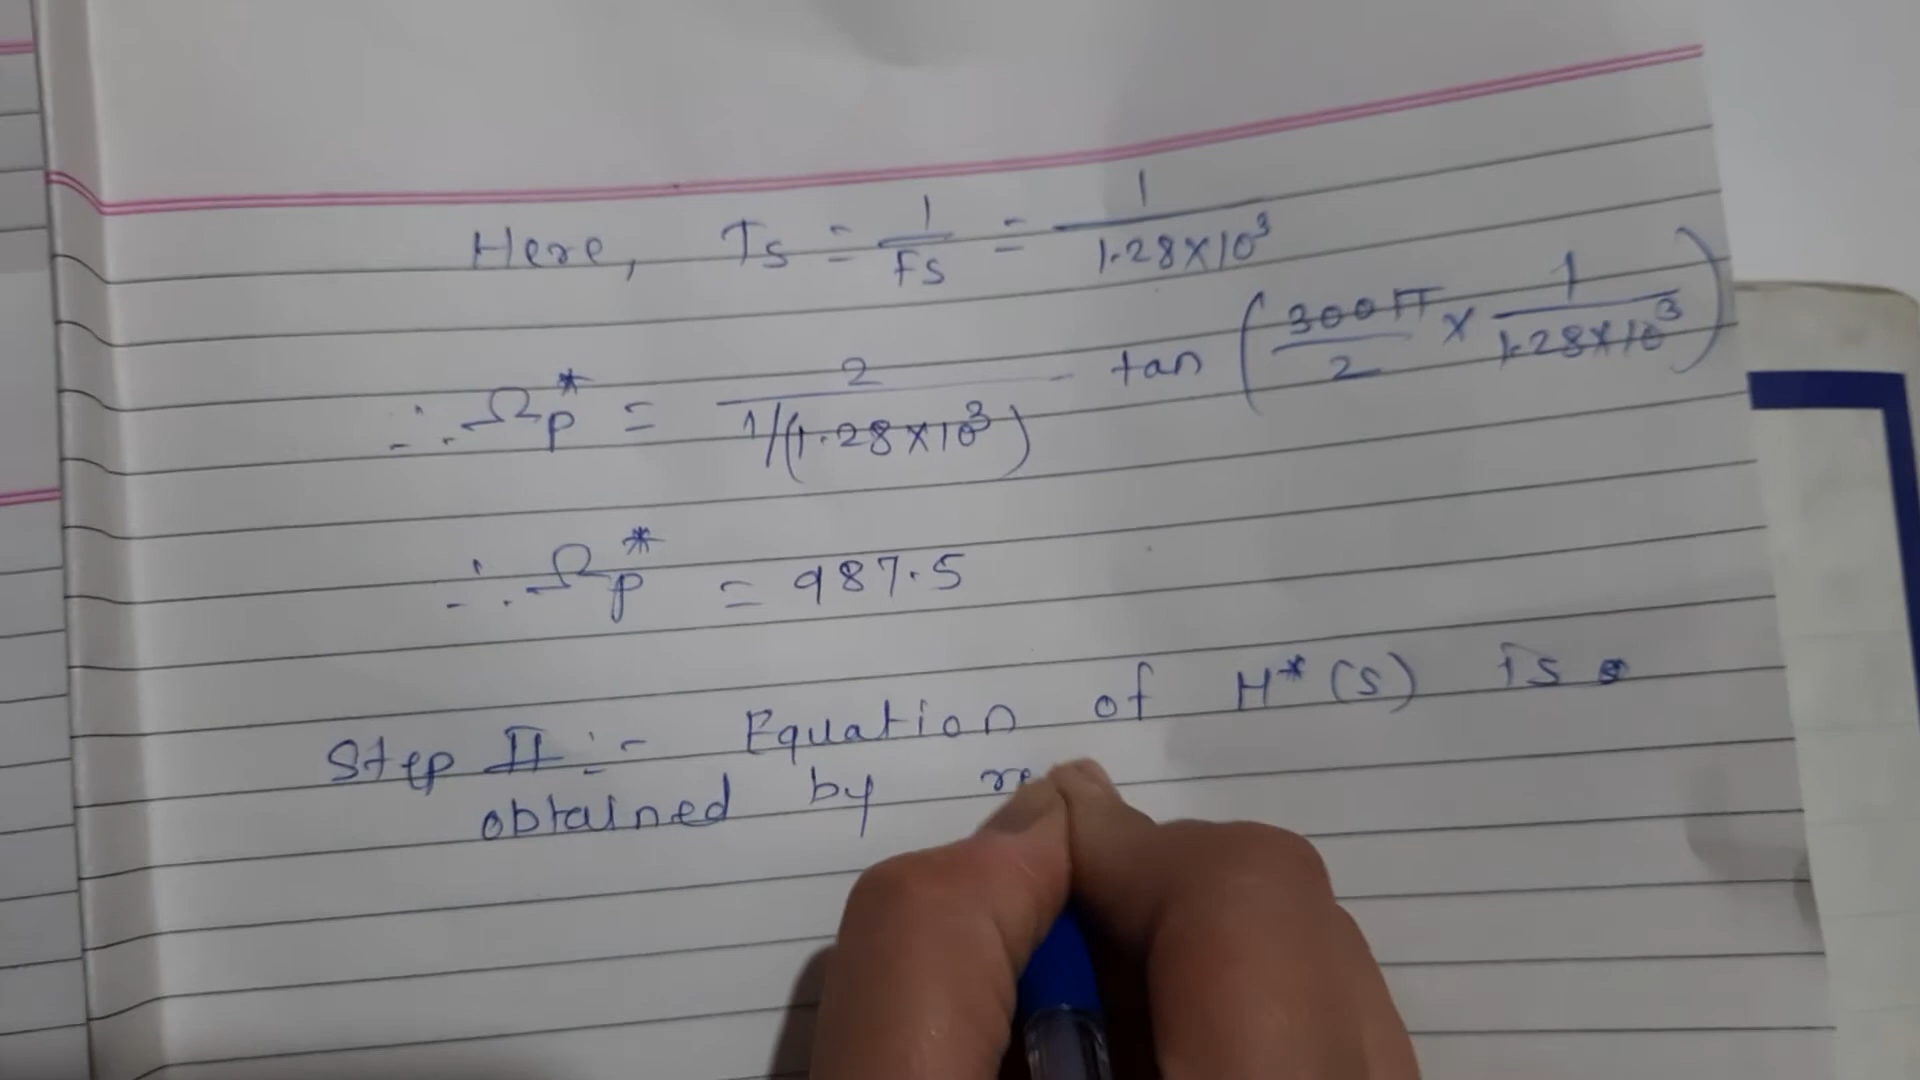 Here, Ts = 1/Fs = 1/1.28×10³
∴ Ωp* = 2/1/(1.28×10³) tan (300π/2 × 1/1.28×10³)
∴ Ωp* = 987.5
Step II :- Equation of H*(s) is
obtained by